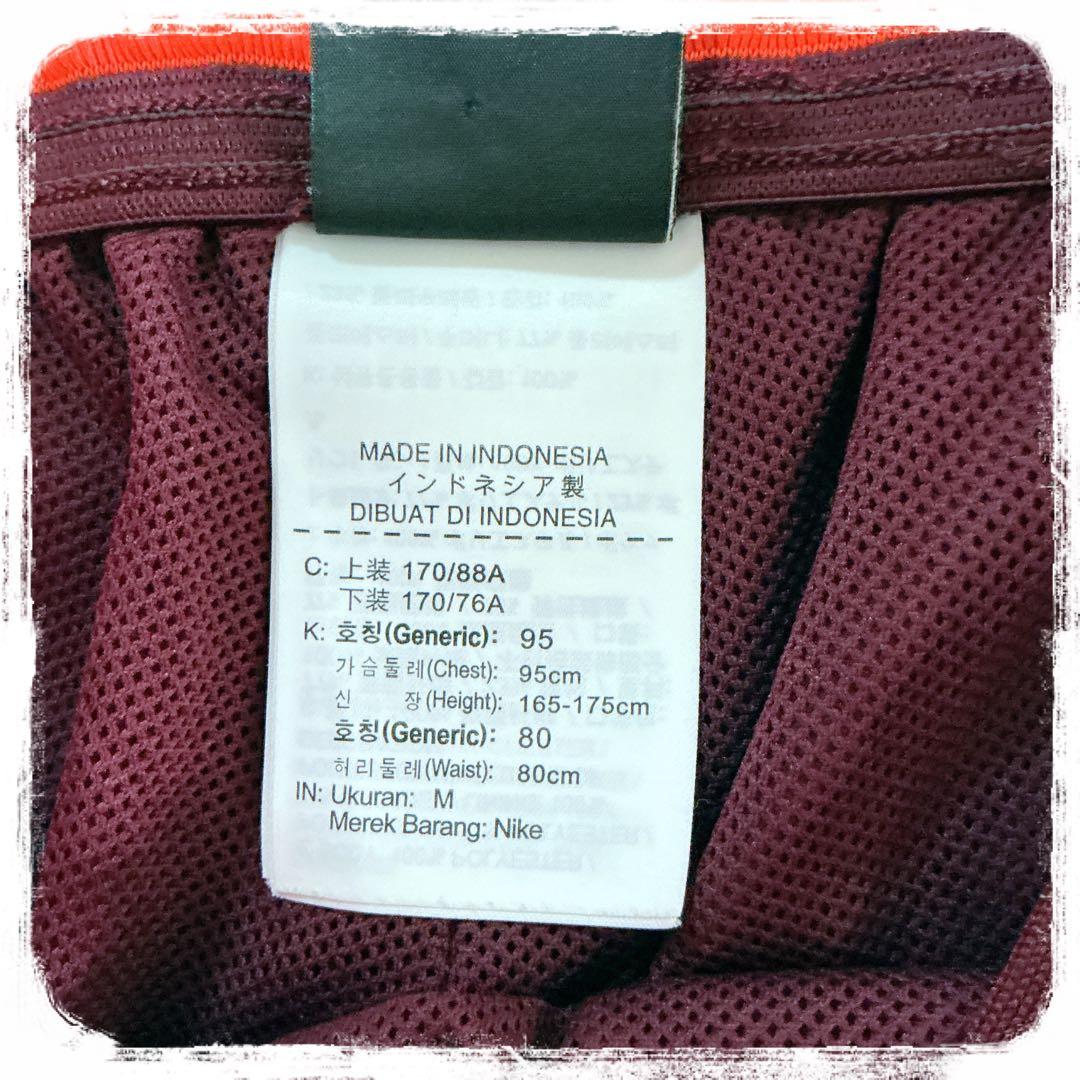 MADE IN INDONESIA
インドネシア製
DIBUAT DI INDONESIA
C: 上装 170/88A
下装 170/76A
K: 호칭(Generic): 95
가슴둘레(Chest): 95cm
신 장(Height): 165-175cm
호칭(Generic): 80
허리둘레(Waist): 80cm
IN: Ukuran: M
Merek Barang: Nike